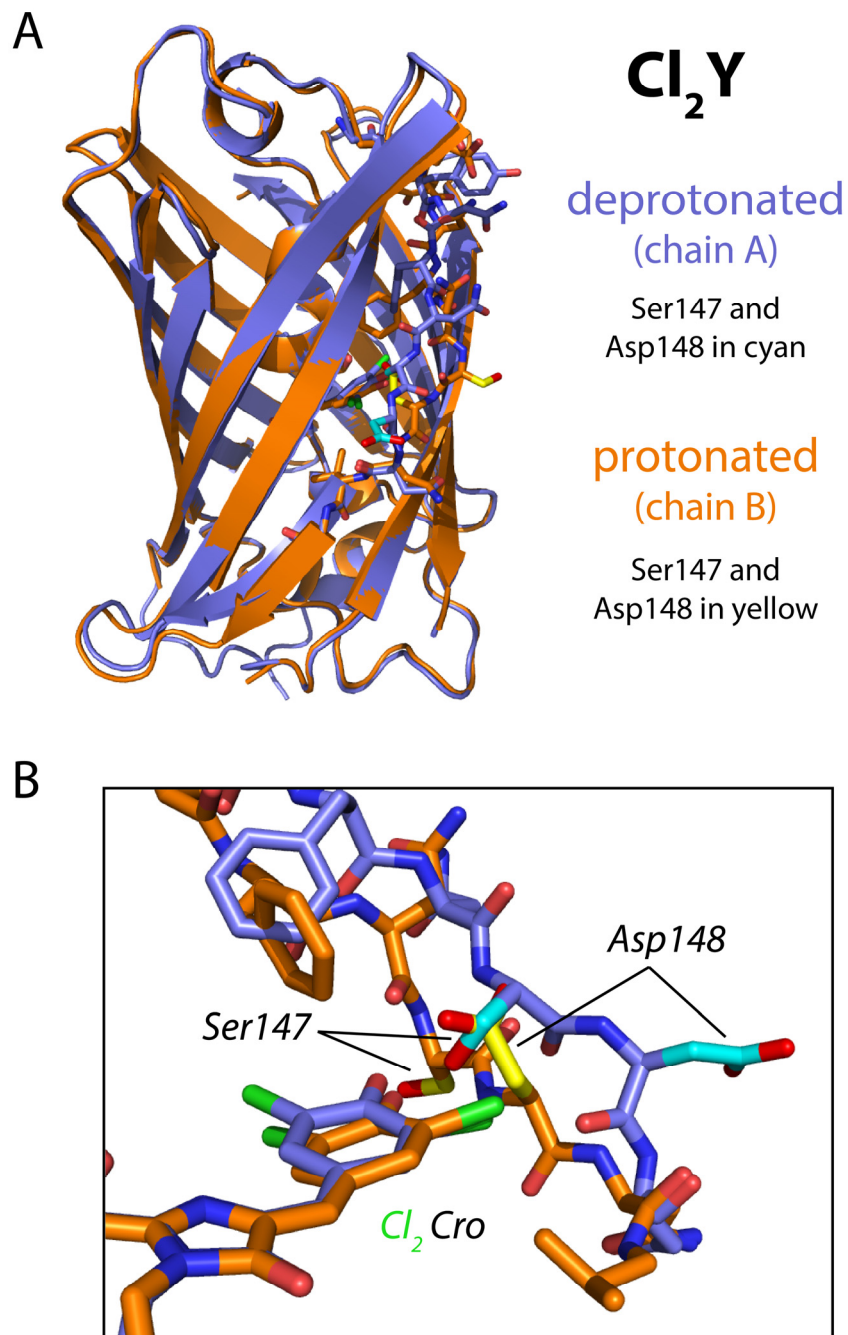 A
Cl₂Y
deprotonated
(chain A)
Ser147 and
Asp148 in cyan
protonated
(chain B)
Ser147 and
Asp148 in yellow
B
Asp148
Ser147
Cl₂ Cro